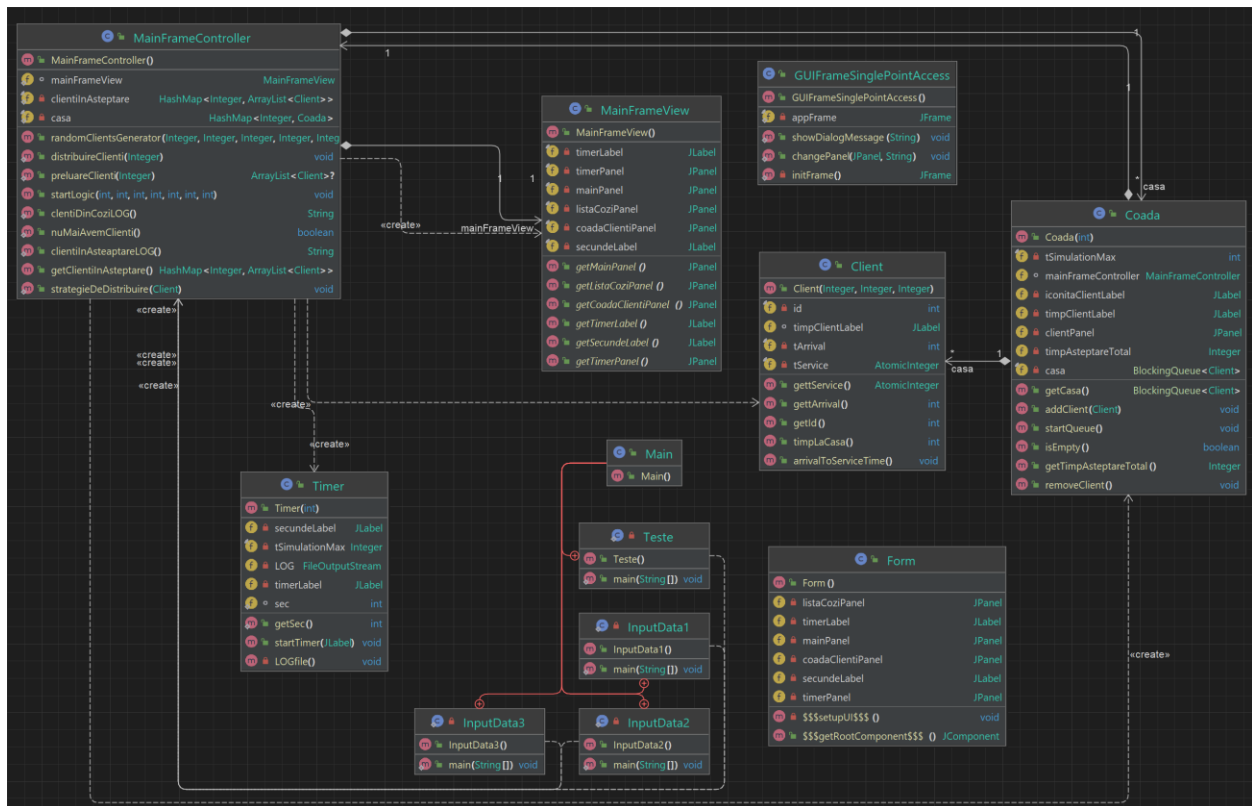 MainFrameController
MainFrameController()
mainFrameView MainFrameView
clientiInAsteptare HashMap<Integer, ArrayList<Client>>
casa HashMap<Integer, Coada>
randomClientsGenerator(Integer, Integer, Integer, Integer, Integ
distribuireClienti(Integer) void
preluareClienti(Integer) ArrayList<Client>?
startLogic(int, int, int, int, int, int, int) void
clentiDinCoziLOG() String
nuMaiAvemClienti() boolean
clientiInAsteaptareLOG() String
getClientiInAsteptare() HashMap<Integer, ArrayList<Client>>
strategieDeDistribuire(Client) void
1
1
1
*
casa
1
1
mainFrameView
«create»
«create»
«create»
«create»
«create»
«create»
MainFrameView
MainFrameView()
timerLabel JLabel
timerPanel JPanel
mainPanel JPanel
listaCoziPanel JPanel
coadaClientiPanel JPanel
secundeLabel JLabel
getMainPanel () JPanel
getListaCoziPanel () JPanel
getCoadaClientiPanel () JPanel
getTimerLabel () JLabel
getSecundeLabel () JLabel
getTimerPanel () JPanel
GUIFrameSinglePointAccess
GUIFrameSinglePointAccess()
appFrame JFrame
showDialogMessage (String) void
changePanel(JPanel, String) void
initFrame() JFrame
Client
Client(Integer, Integer, Integer)
id int
timpClientLabel JLabel
tArrival int
tService AtomicInteger
gettService() AtomicInteger
gettArrival() int
getId() int
timpLaCasa() int
arrivalToServiceTime() void
*
casa
1
Coada
Coada(int)
tSimulationMax int
mainFrameController MainFrameController
iconitaClientLabel JLabel
timpClientLabel JLabel
clientPanel JPanel
timpAsteptareTotal Integer
casa BlockingQueue<Client>
getCasa() BlockingQueue<Client>
addClient(Client) void
startQueue() void
isEmpty() boolean
getTimpAsteptareTotal() Integer
removeClient() void
Timer
Timer(int)
secundeLabel JLabel
tSimulationMax Integer
LOG FileOutputStream
timerLabel JLabel
sec int
getSec() int
startTimer(JLabel) void
LOGfile() void
Main
Main()
Teste
Teste()
main(String[]) void
InputData1
InputData1()
main(String[]) void
InputData3
InputData3()
main(String[]) void
InputData2
InputData2()
main(String[]) void
Form
Form ()
listaCoziPanel JPanel
timerLabel JLabel
mainPanel JPanel
coadaClientiPanel JPanel
secundeLabel JLabel
timerPanel JPanel
$$$setupUI$$$ () void
$$$getRootComponent$$$ () JComponent
«create»